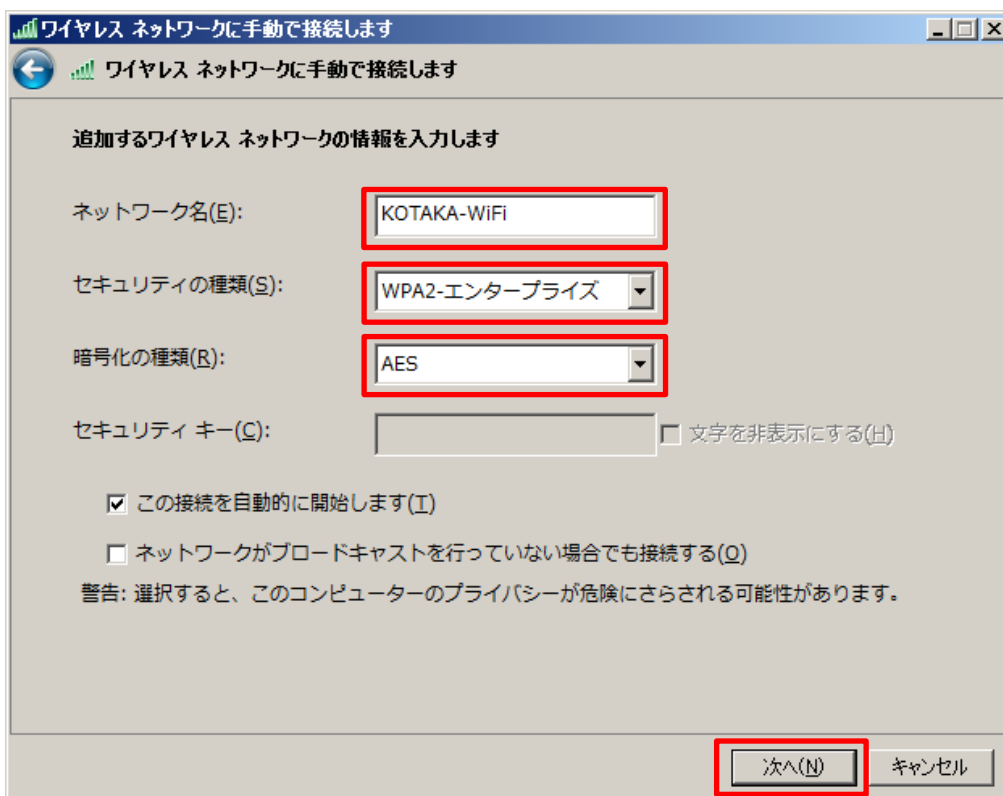 ワイヤレス ネットワークに手動で接続します
ワイヤレス ネットワークに手動で接続します
追加するワイヤレス ネットワークの情報を入力します
ネットワーク名(E): KOTAKA-WiFi
セキュリティの種類(S): WPA2-エンタープライズ
暗号化の種類(R): AES
セキュリティ キー(C): 文字を非表示にする(H)
この接続を自動的に開始します(T)
ネットワークがブロードキャストを行っていない場合でも接続する(O)
警告: 選択すると、このコンピューターのプライバシーが危険にさらされる可能性があります。
次へ(N) キャンセル